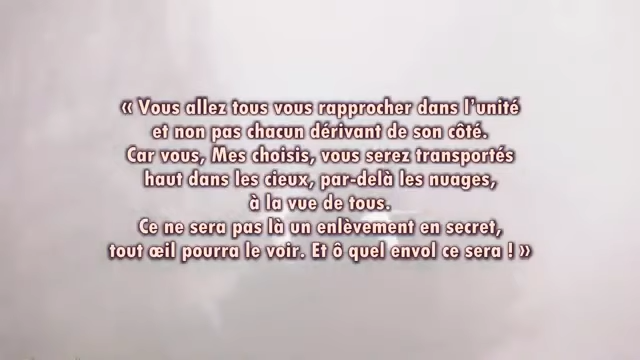 « Vous allez tous vous rapprocher dans l'unité
et non pas chacun dérivant de son côté.
Car vous, Mes choisis, vous serez transportés
haut dans les cieux, par-delà les nuages,
à la vue de tous.
Ce ne sera pas là un enlèvement en secret,
tout œil pourra le voir. Et ô quel envol ce sera ! »